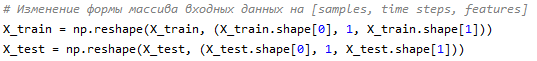 # Изменение формы массива входных данных на [samples, time steps, features]
X_train = np.reshape(X_train, (X_train.shape[0], 1, X_train.shape[1]))
X_test = np.reshape(X_test, (X_test.shape[0], 1, X_test.shape[1]))